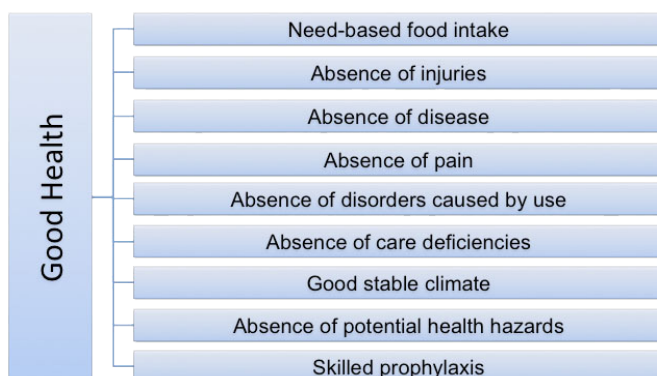 Good Health
Need-based food intake
Absence of injuries
Absence of disease
Absence of pain
Absence of disorders caused by use
Absence of care deficiencies
Good stable climate
Absence of potential health hazards
Skilled prophylaxis